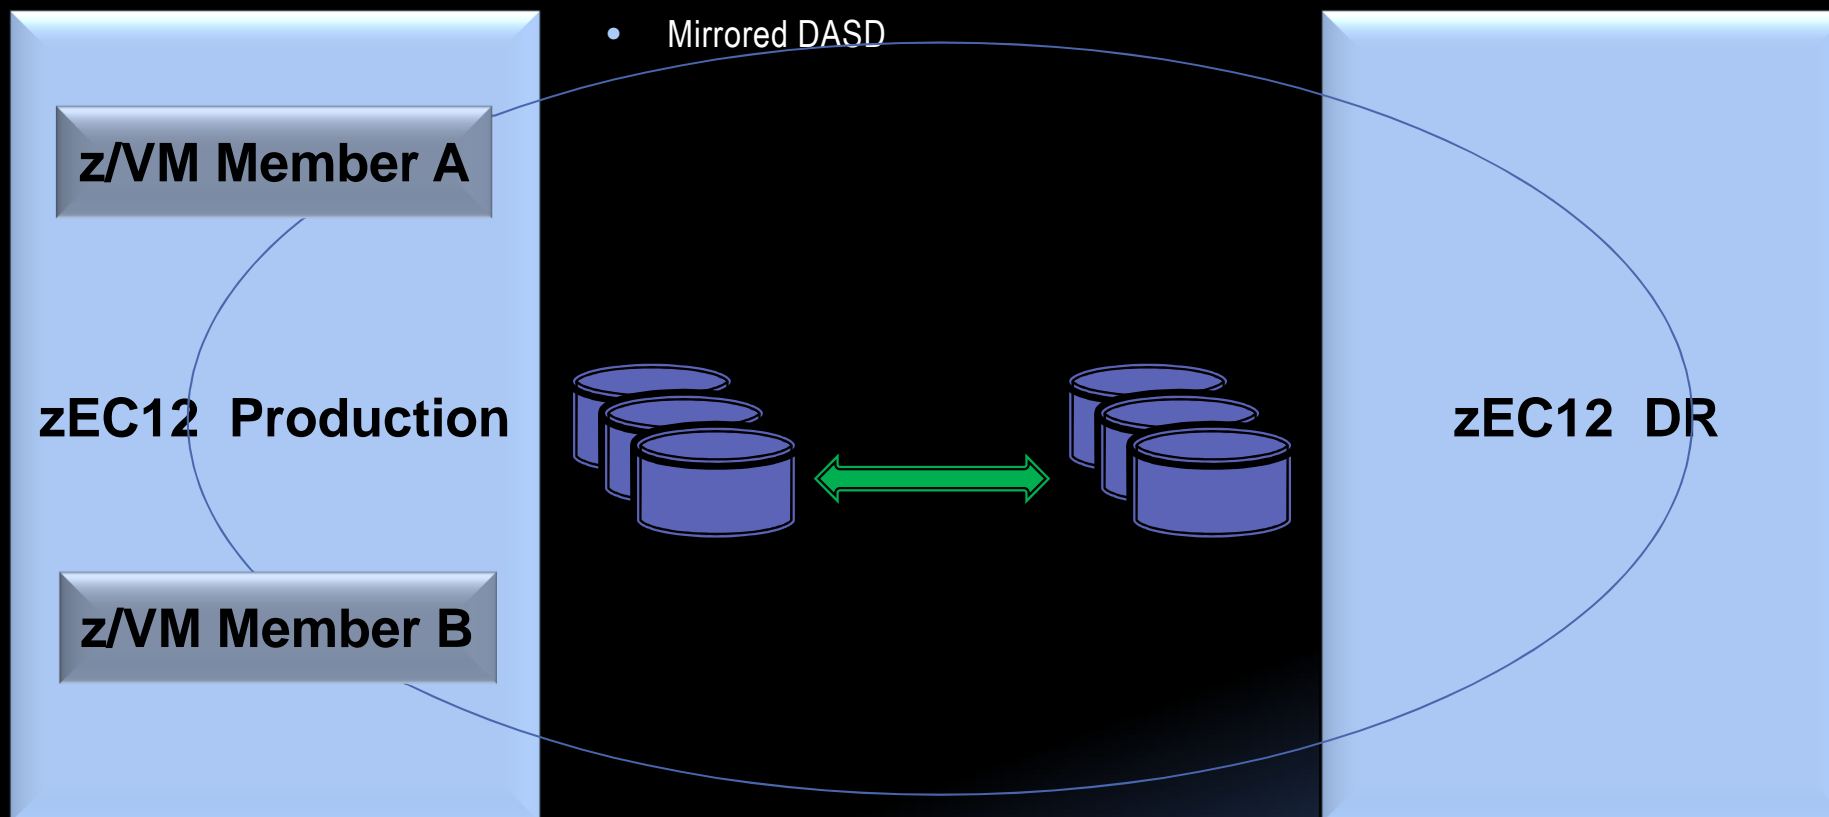 • Mirrored DASD
z/VM Member A
zEC12 Production
zEC12 DR
z/VM Member B